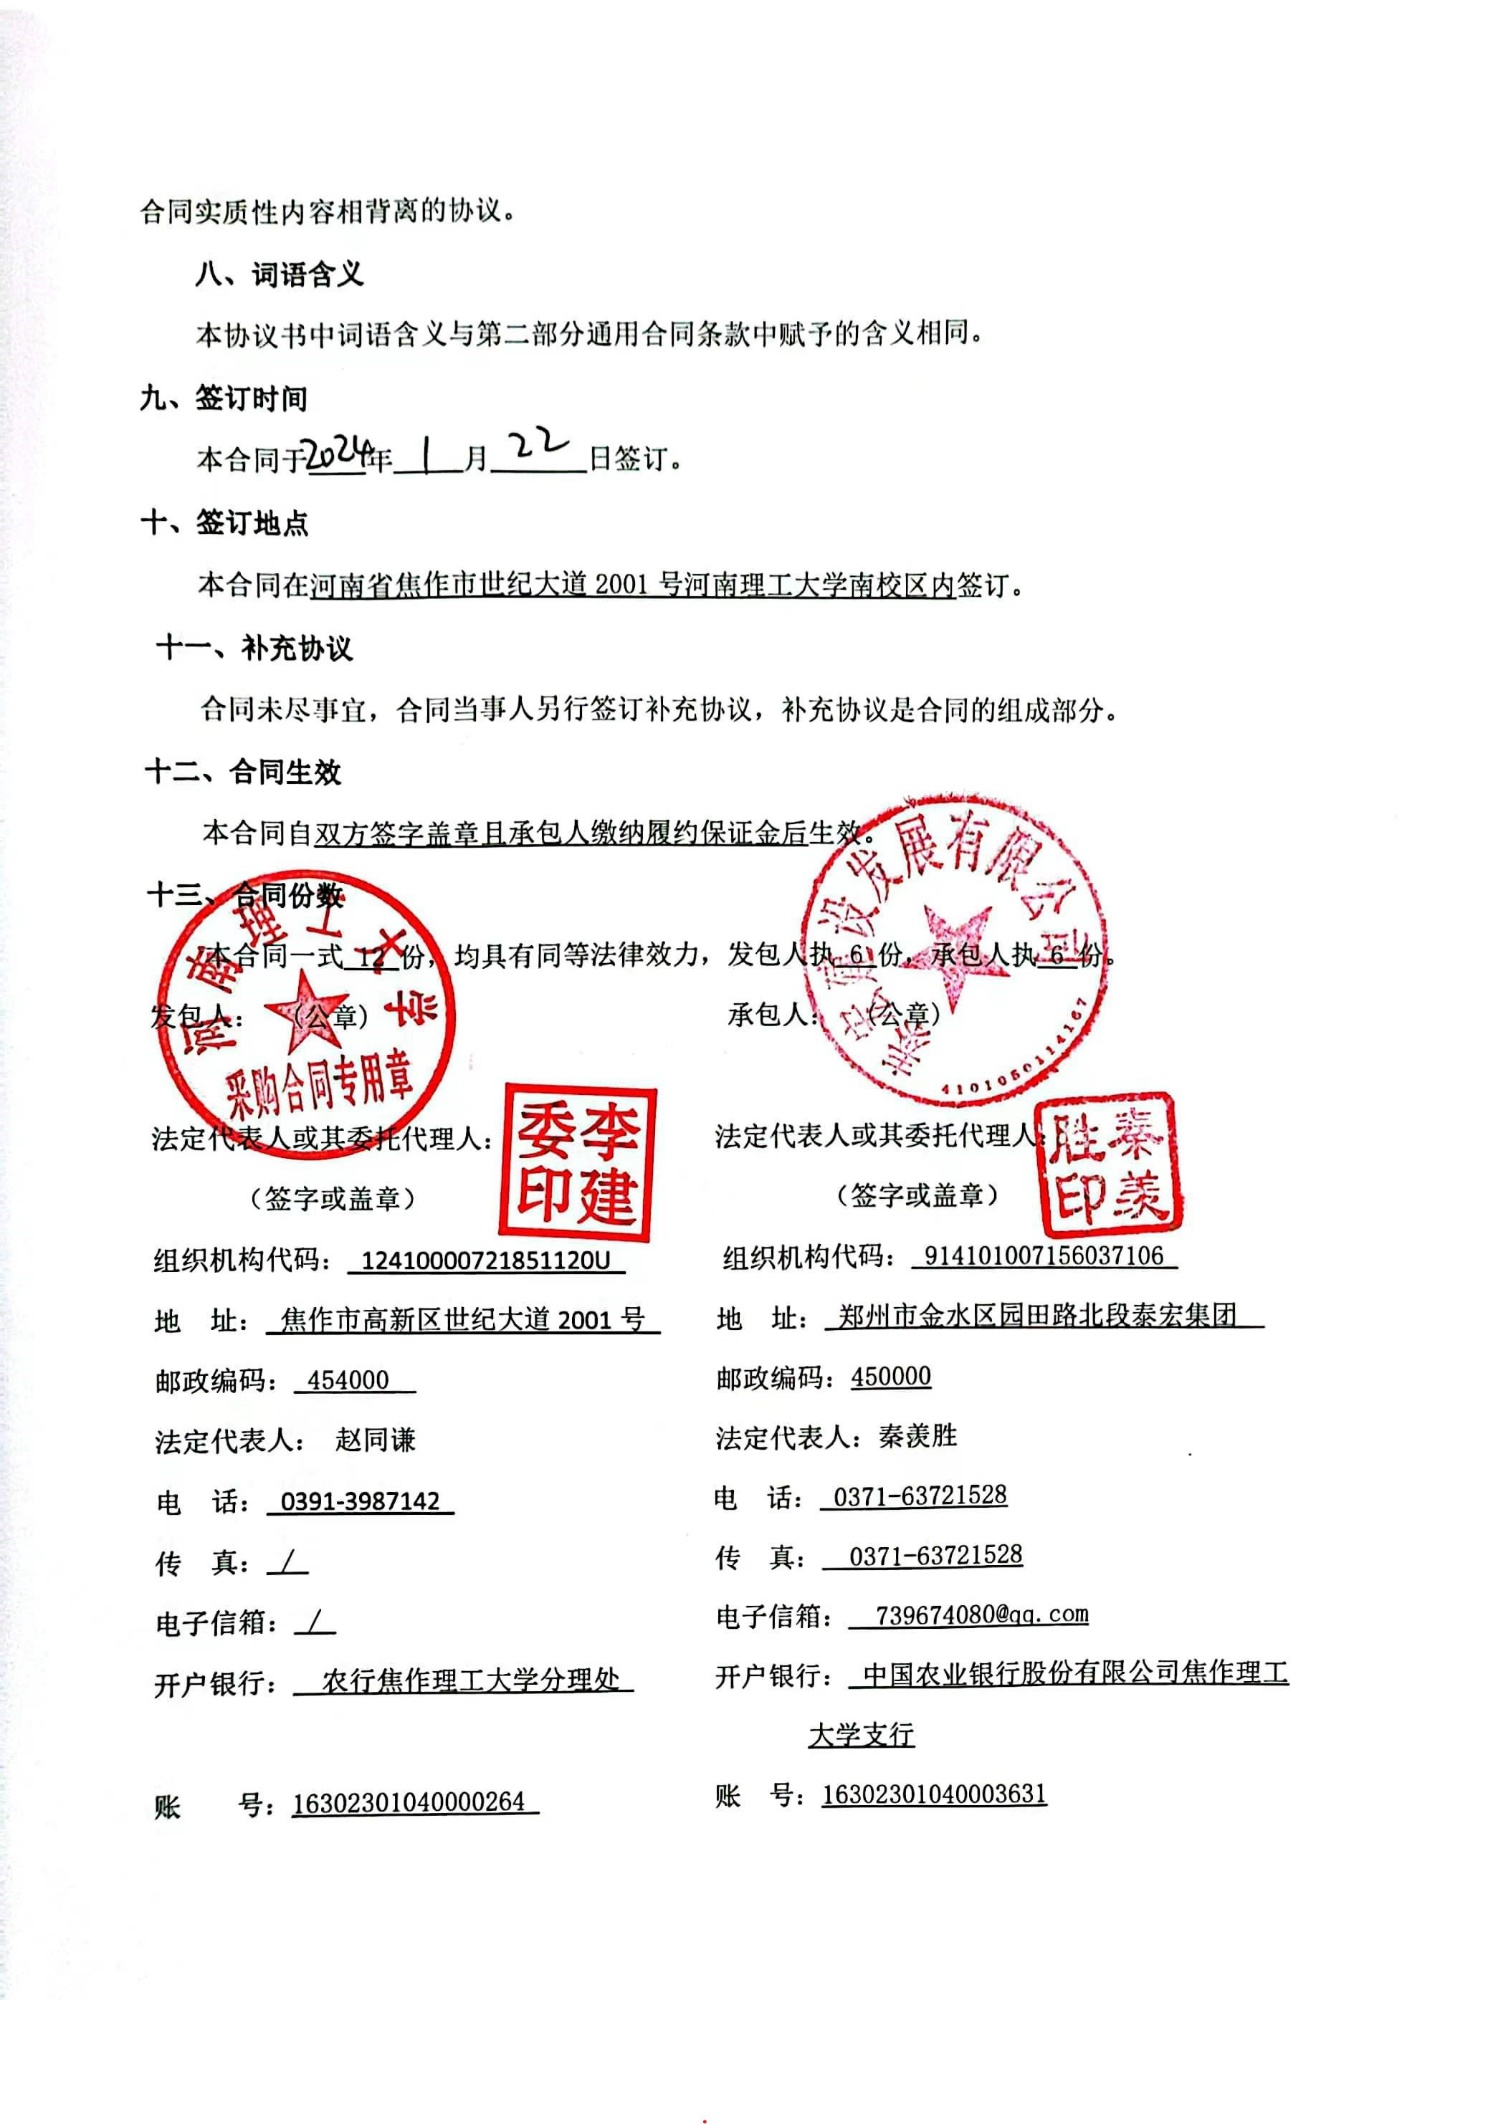 合同实质性内容相背离的协议。
八、词语含义
本协议书中词语含义与第二部分通用合同条款中赋予的含义相同。
九、签订时间
本合同于2024年1月22日签订。
十、签订地点
本合同在河南省焦作市世纪大道2001号河南理工大学南校区内签订。
十一、补充协议
合同未尽事宜，合同当事人另行签订补充协议，补充协议是合同的组成部分。
十二、合同生效
本合同自双方签字盖章且承包人缴纳履约保证金后生效。
十三、合同份数
本合同一式 12 份，均具有同等法律效力，发包人执 6 份，承包人执 6 份。
发包人：（公章）
承包人：（公章）
河南理工大学
采购合同专用章
泰宏建设发展有限公司
4101050114167
法定代表人或其委托代理人：
李建委印
法定代表人或其委托代理人：
秦羡胜印
（签字或盖章）
（签字或盖章）
组织机构代码：12410000721851120U
组织机构代码：914101007156037106
地 址：焦作市高新区世纪大道2001号
地 址：郑州市金水区园田路北段泰宏集团
邮政编码：454000
邮政编码：450000
法定代表人： 赵同谦
法定代表人：秦羡胜
电 话：0391-3987142
电 话：0371-63721528
传 真：/
传 真：0371-63721528
电子信箱：/
电子信箱：739674080@qq.com
开户银行：农行焦作理工大学分理处
开户银行：中国农业银行股份有限公司焦作理工
大学支行
账 号：16302301040000264
账 号：16302301040003631